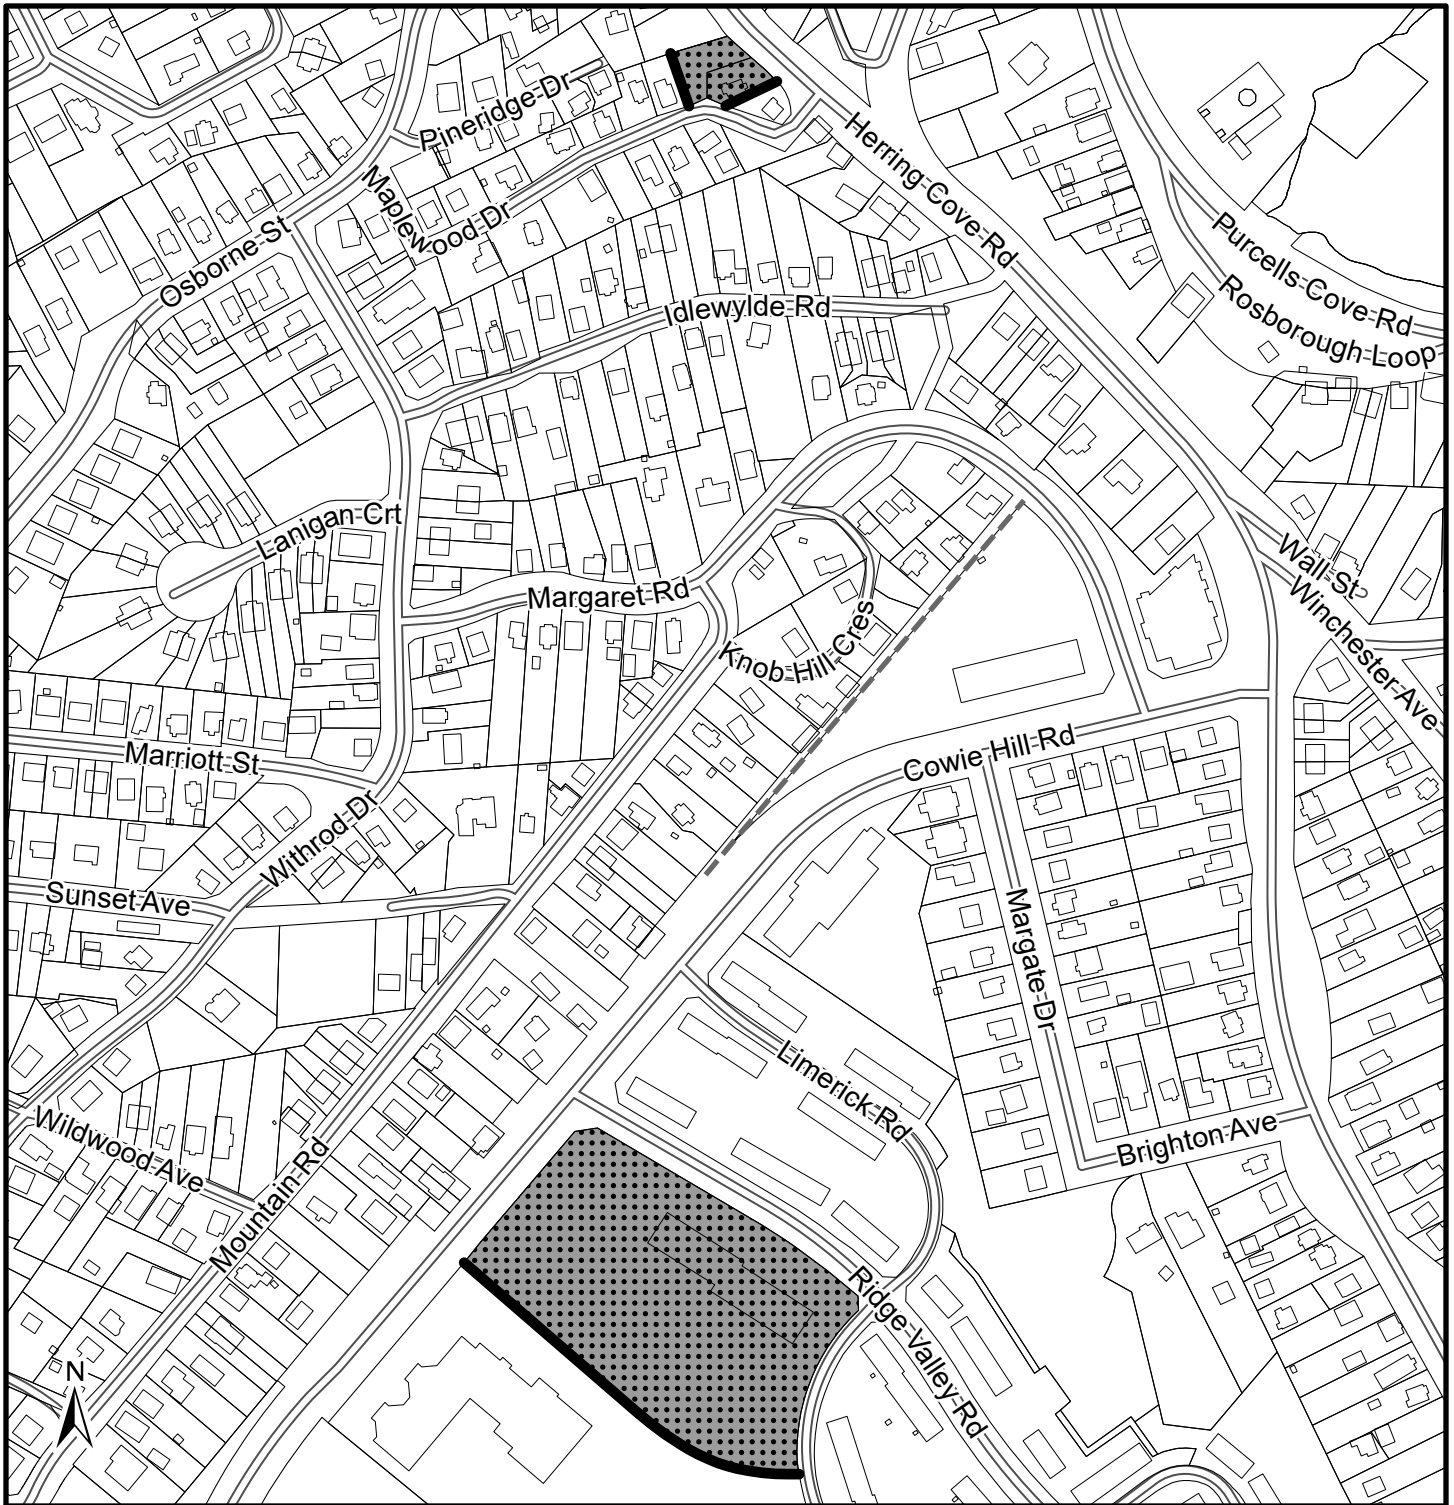 Pineridge Dr
Maplewood Dr
Herring Cove Rd
Osborne St
Purcells Cove Rd
Rosborough Loop
Idlewylde Rd
Lanigan Crt
Wall St
Margaret Rd
Winchester Ave
Knob Hill Cres
Marriott St
Cowie Hill Rd
Withrod Dr
Sunset Ave
Margate Dr
Limerick Rd
Wildwood Ave
Brighton Ave
Mountain Rd
Ridge Valley Rd
N